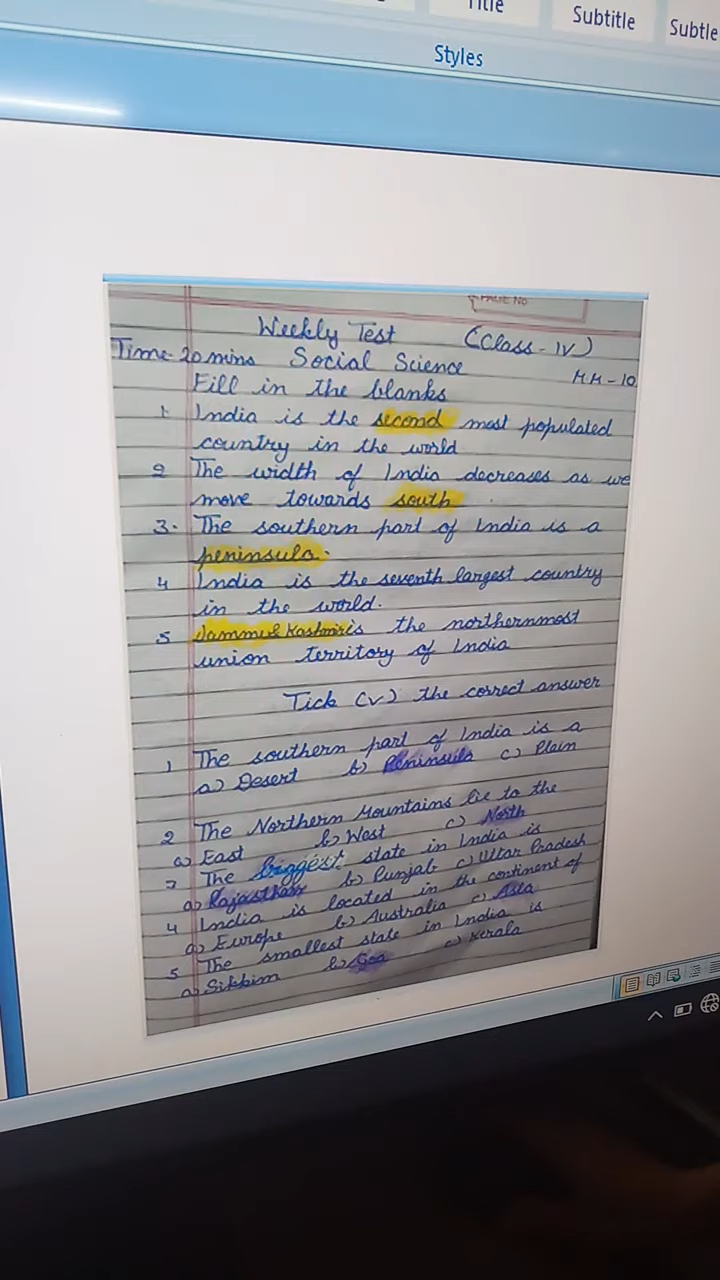 Title
Subtitle
Subtle
Styles
PAGE NO
Weekly Test (Class-IV)
Time-20 mins Social Science
MM-10
Fill in the blanks
1. India is the second most populated
country in the world
2 The width of India decreases as we
move towards south
3. The southern part of India is a
peninsula.
4 India is the seventh largest country
in the world.
5 Jammu & Kashmir is the northernmost
union territory of India
Tick (✓) the correct answer
1 The southern part of India is a
a) Desert b) Peninsula c) Plain
2 The Northern Mountains lie to the
a) East b) West c) North
3 The biggest state in India is
a) Rajasthan b) Punjab c) Uttar Pradesh
4 India is located in the continent of
a) Europe b) Australia c) Asia
5 The smallest state in India is
a) Sikkim b) Goa c) Kerala